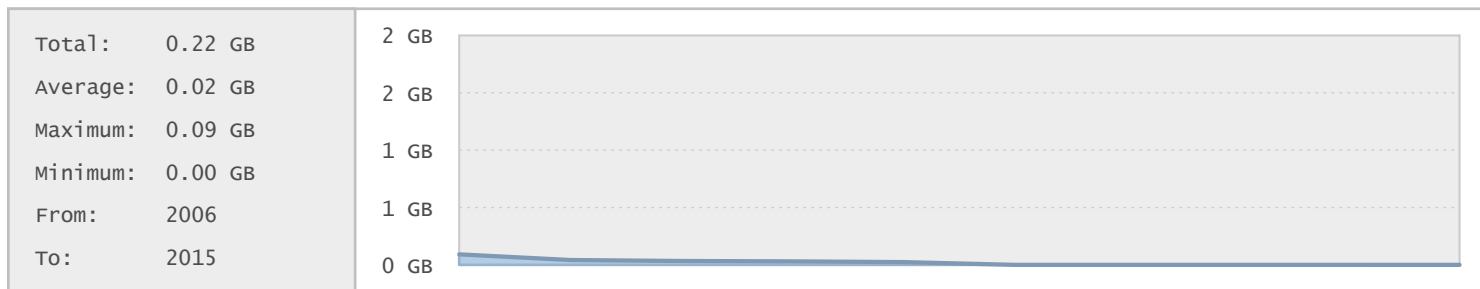 Total: 0.22 GB
Average: 0.02 GB
Maximum: 0.09 GB
Minimum: 0.00 GB
From: 2006
To: 2015
2 GB
2 GB
1 GB
1 GB
0 GB